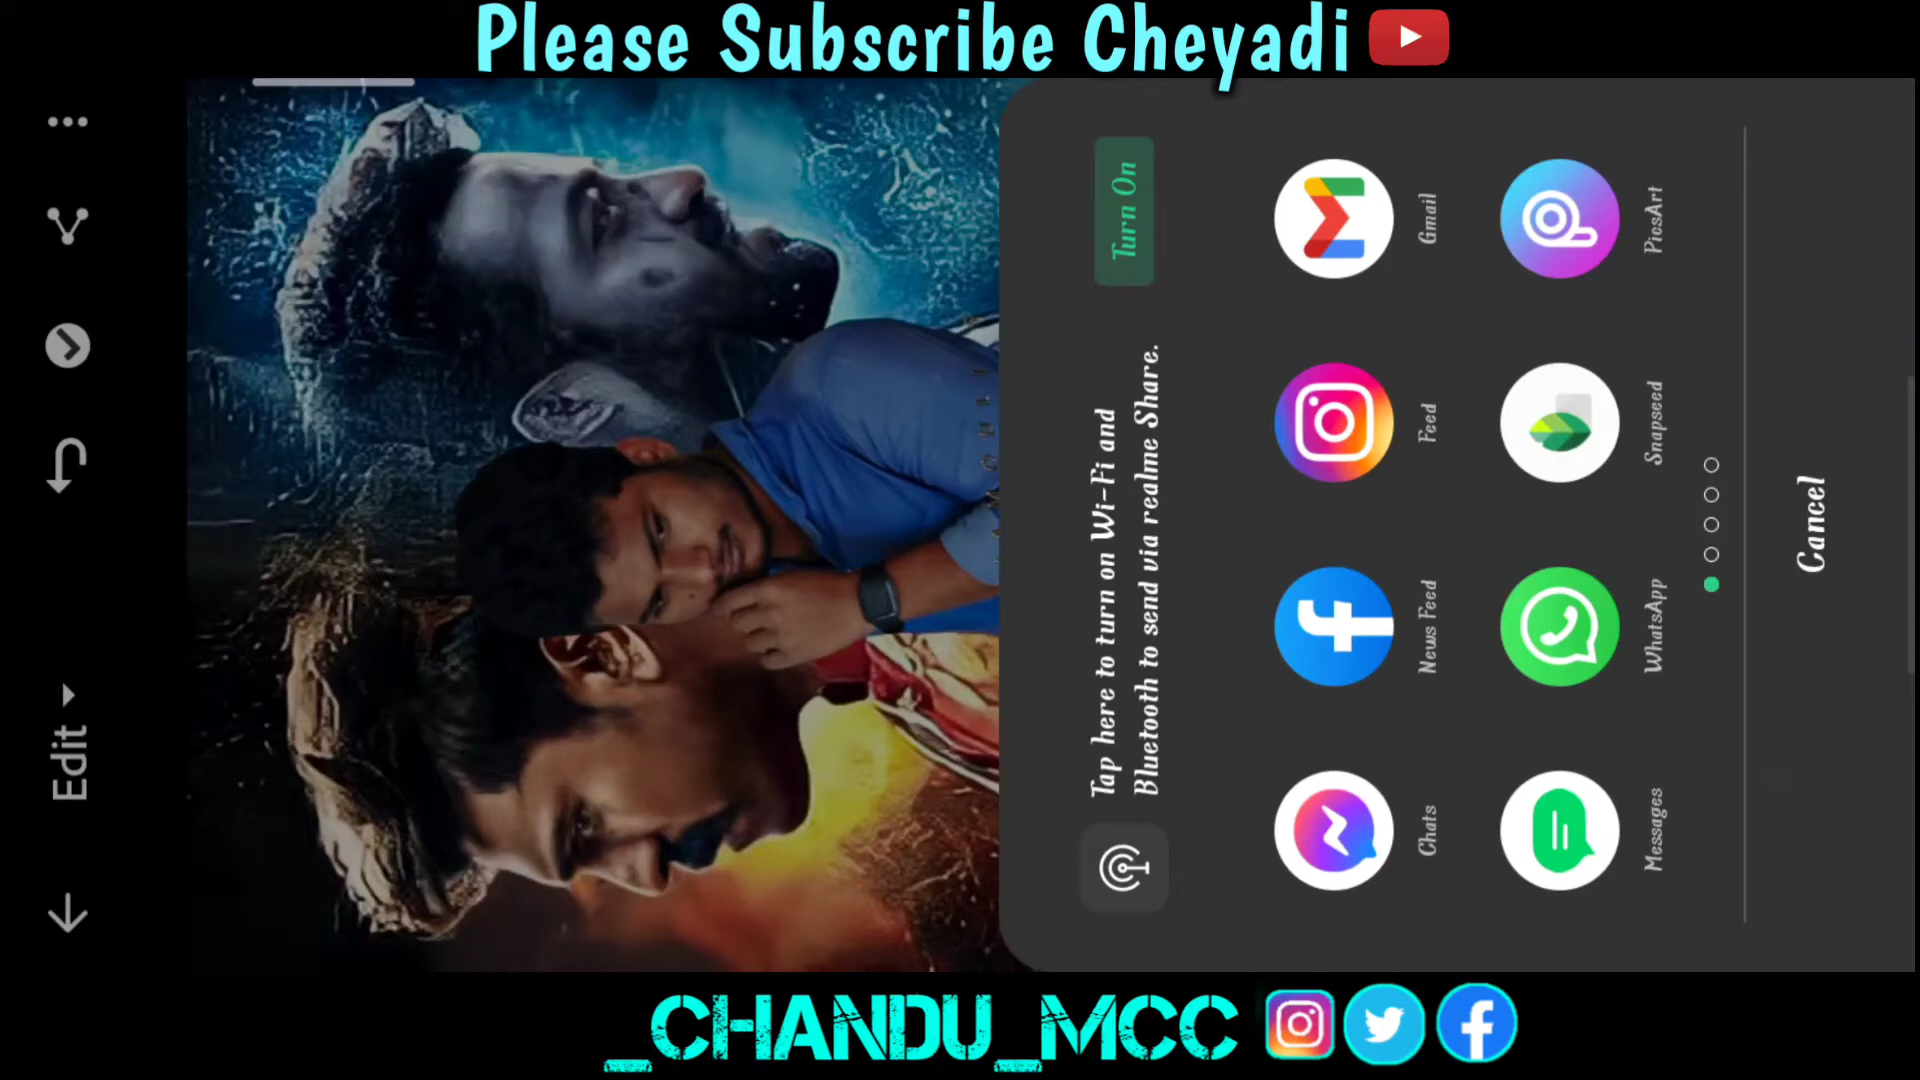 Please Subscribe Cheyadi
Edit
Tap here to turn on Wi-Fi and
Bluetooth to send via realme Share.
Turn On
Chats
News Feed
Feed
Gmail
Messages
WhatsApp
Snapseed
PicsArt
Cancel
_CHANDU_MCC